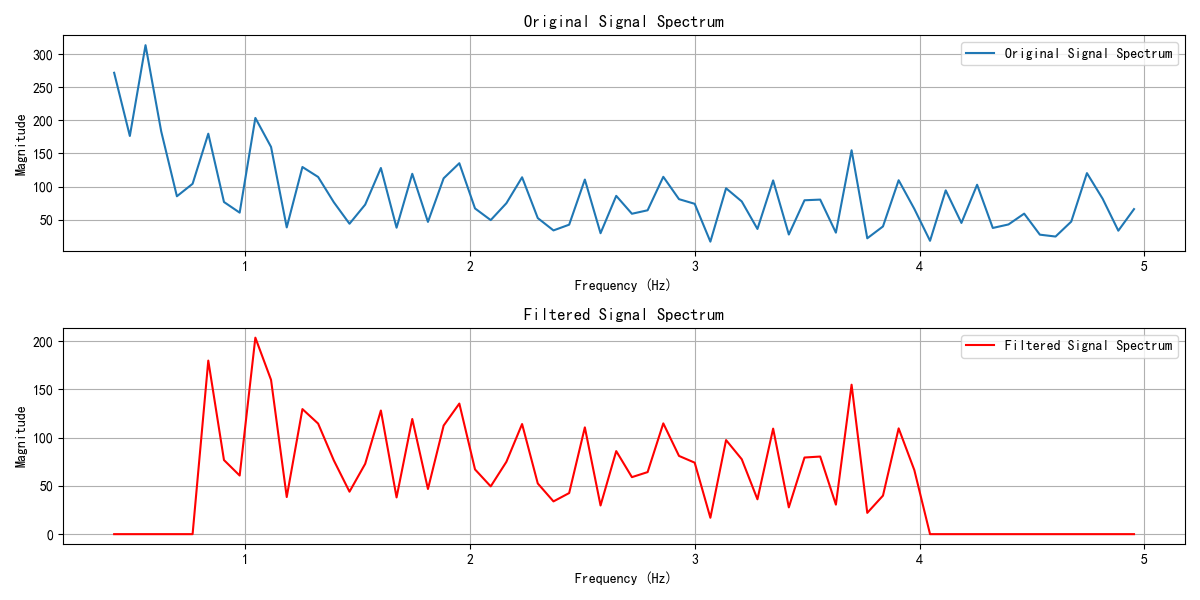 Original Signal Spectrum
Original Signal Spectrum
300
250
200
150
100
50
Magnitude
1 2 3 4 5
Frequency (Hz)
Filtered Signal Spectrum
Filtered Signal Spectrum
200
150
100
50
0
Magnitude
1 2 3 4 5
Frequency (Hz)